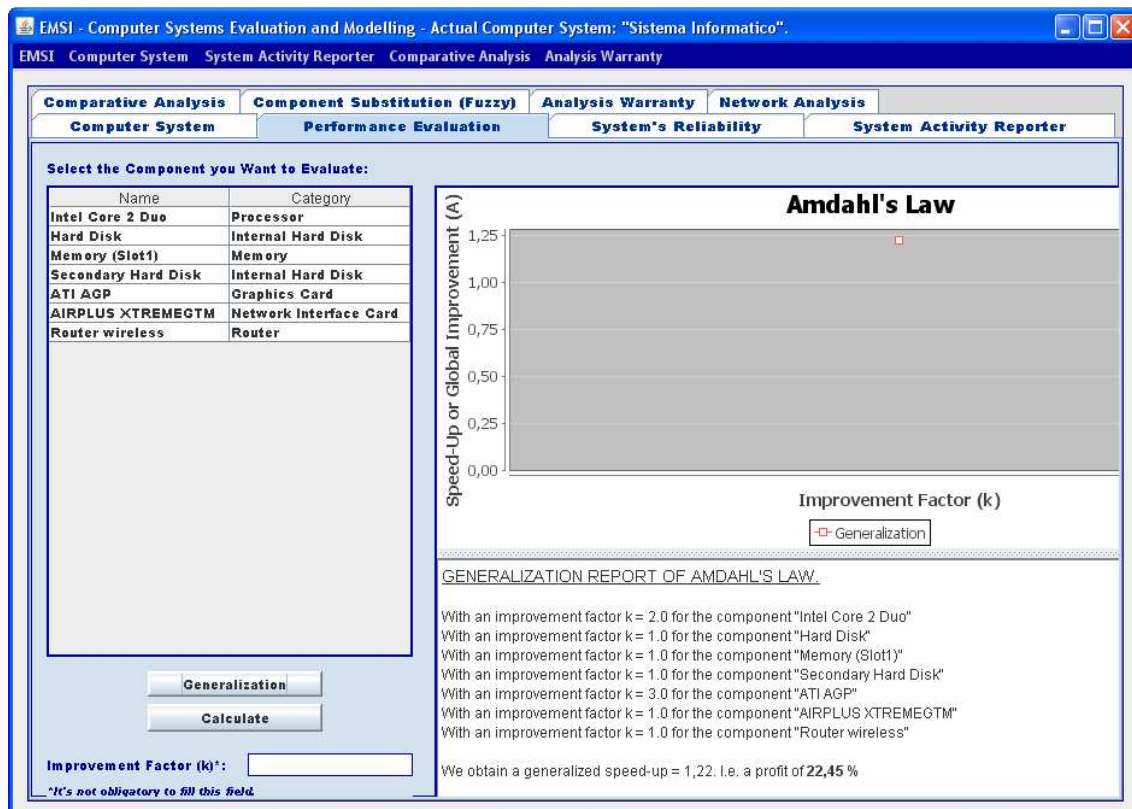 EMSI - Computer Systems Evaluation and Modelling - Actual Computer System: "Sistema Informatico".
EMSI Computer System System Activity Reporter Comparative Analysis Analysis Warranty
Comparative Analysis Component Substitution (Fuzzy) Analysis Warranty Network Analysis
Computer System Performance Evaluation System's Reliability System Activity Reporter
Select the Component you Want to Evaluate:
Name Category
Intel Core 2 Duo Processor
Hard Disk Internal Hard Disk
Memory (Slot1) Memory
Secondary Hard Disk Internal Hard Disk
ATI AGP Graphics Card
AIRPLUS XTREMEGTM Network Interface Card
Router wireless Router
Generalization
Calculate
Improvement Factor (k)*:
*It's not obligatory to fill this field.
Amdahl's Law
Speed-Up or Global Improvement (A)
1,25
1,00
0,75
0,50
0,25
0,00
Improvement Factor (k)
Generalization
GENERALIZATION REPORT OF AMDAHL'S LAW.
With an improvement factor k = 2.0 for the component "Intel Core 2 Duo"
With an improvement factor k = 1.0 for the component "Hard Disk"
With an improvement factor k = 1.0 for the component "Memory (Slot1)"
With an improvement factor k = 1.0 for the component "Secondary Hard Disk"
With an improvement factor k = 3.0 for the component "ATI AGP"
With an improvement factor k = 1.0 for the component "AIRPLUS XTREMEGTM"
With an improvement factor k = 1.0 for the component "Router wireless"
We obtain a generalized speed-up = 1,22. I.e. a profit of 22,45 %